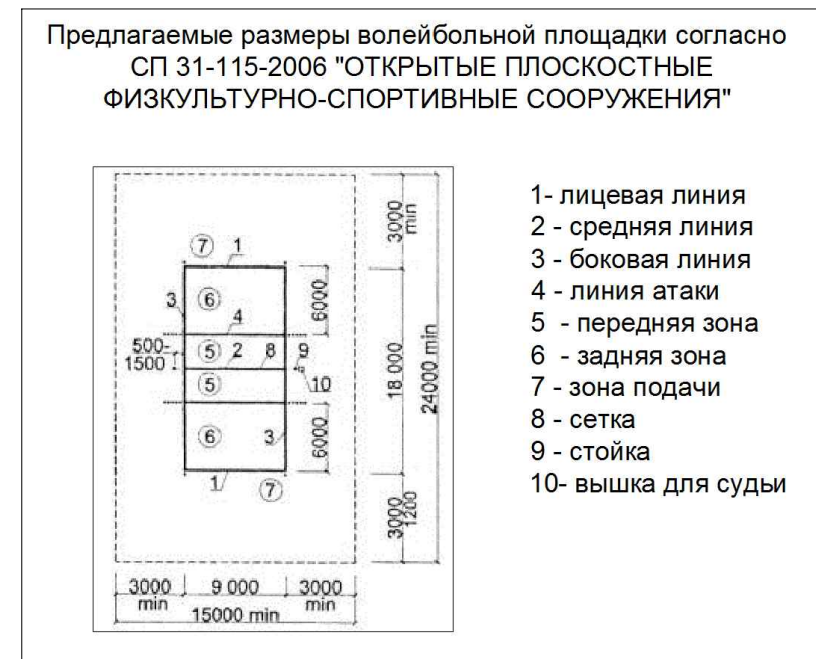 Предлагаемые размеры волейбольной площадки согласно
СП 31-115-2006 "ОТКРЫТЫЕ ПЛОСКОСТНЫЕ
ФИЗКУЛЬТУРНО-СПОРТИВНЫЕ СООРУЖЕНИЯ"
7 1
3 6
4
500-
1500
5 2 8 9
5 10
6 3
1 7
6000
6000
3000
min
18 000
24000 min
3000
1200
3000
min
9 000
3000
min
15000 min
1- лицевая линия
2 - средняя линия
3 - боковая линия
4 - линия атаки
5 - передняя зона
6 - задняя зона
7 - зона подачи
8 - сетка
9 - стойка
10- вышка для судьи